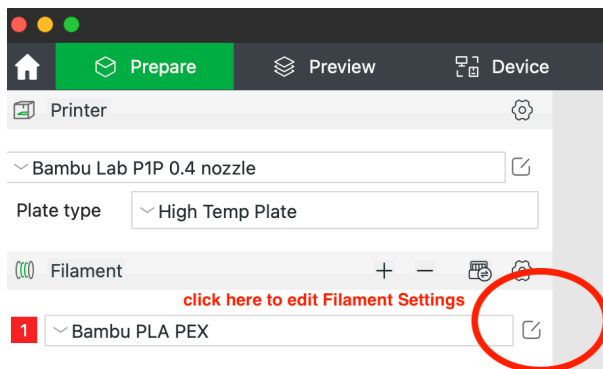 Prepare
Preview
Device
Printer
Bambu Lab P1P 0.4 nozzle
Plate type
High Temp Plate
Filament
click here to edit Filament Settings
1
Bambu PLA PEX